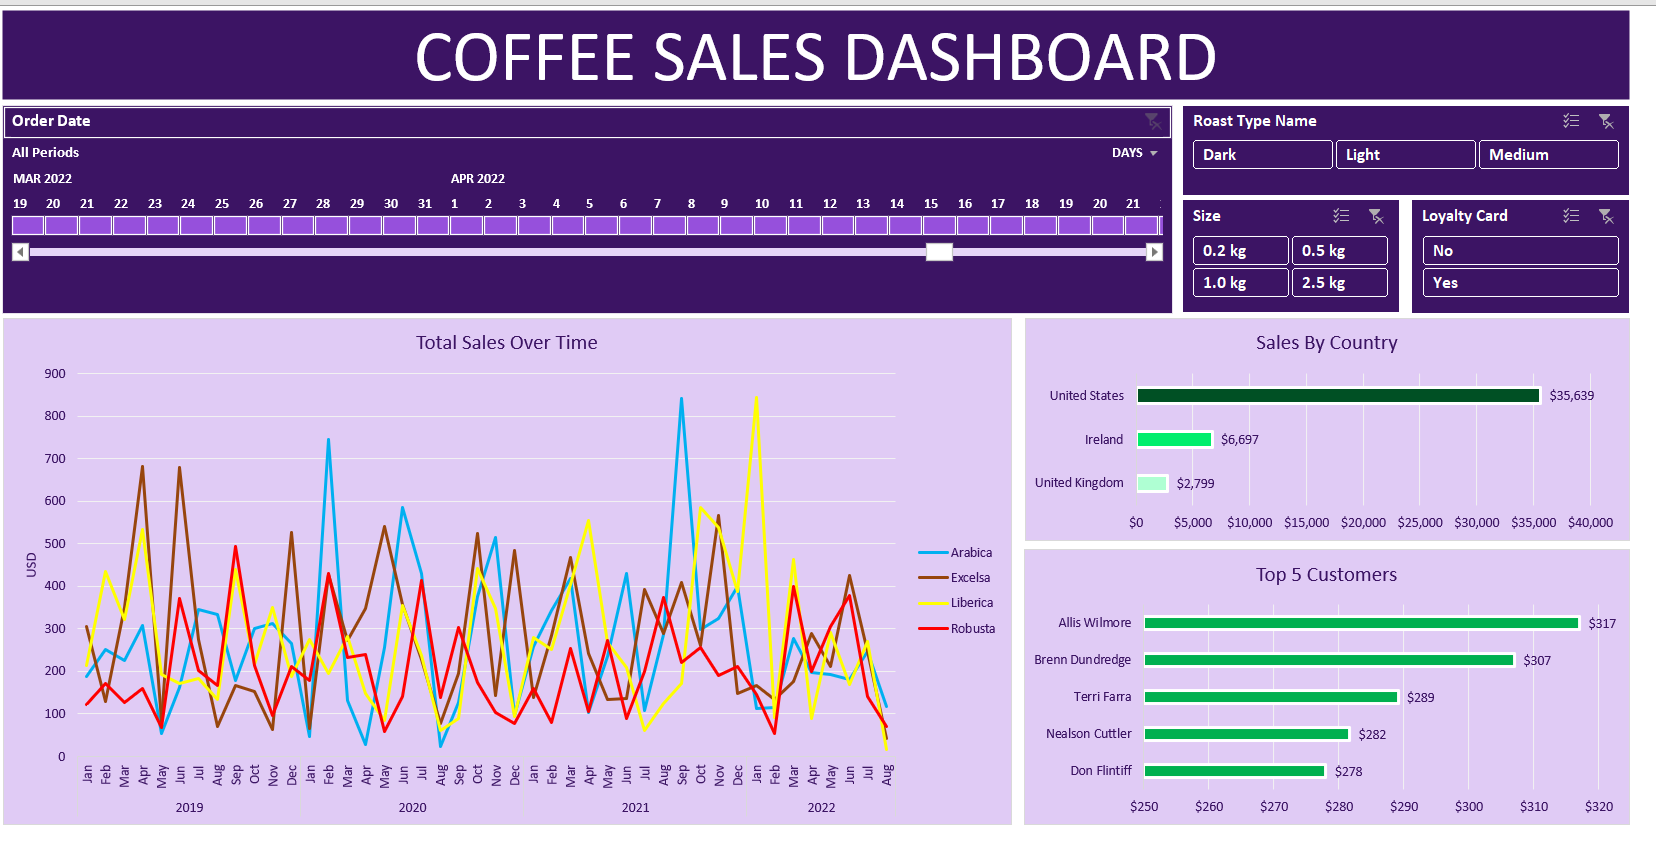 COFFEE SALES DASHBOARD
Order Date
All Periods
DAYS
MAR 2022 APR 2022
19 20 21 22 23 24 25 26 27 28 29 30 31 1 2 3 4 5 6 7 8 9 10 11 12 13 14 15 16 17 18 19 20 21
Roast Type Name
Dark Light Medium
Size
0.2 kg 0.5 kg
1.0 kg 2.5 kg
Loyalty Card
No
Yes
Total Sales Over Time
900
800
700
600
500
400
300
200
100
0
USD
Jan Feb Mar Apr May Jun Jul Aug Sep Oct Nov Dec Jan Feb Mar Apr May Jun Jul Aug Sep Oct Nov Dec Jan Feb Mar Apr May Jun Jul Aug Sep Oct Nov Dec Jan Feb Mar Apr May Jun Jul Aug
2019 2020 2021 2022
Arabica
Excelsa
Liberica
Robusta
Sales By Country
United States $35,639
Ireland $6,697
United Kingdom $2,799
$0 $5,000 $10,000 $15,000 $20,000 $25,000 $30,000 $35,000 $40,000
Top 5 Customers
Allis Wilmore $317
Brenn Dundredge $307
Terri Farra $289
Nealson Cuttler $282
Don Flintiff $278
$250 $260 $270 $280 $290 $300 $310 $320